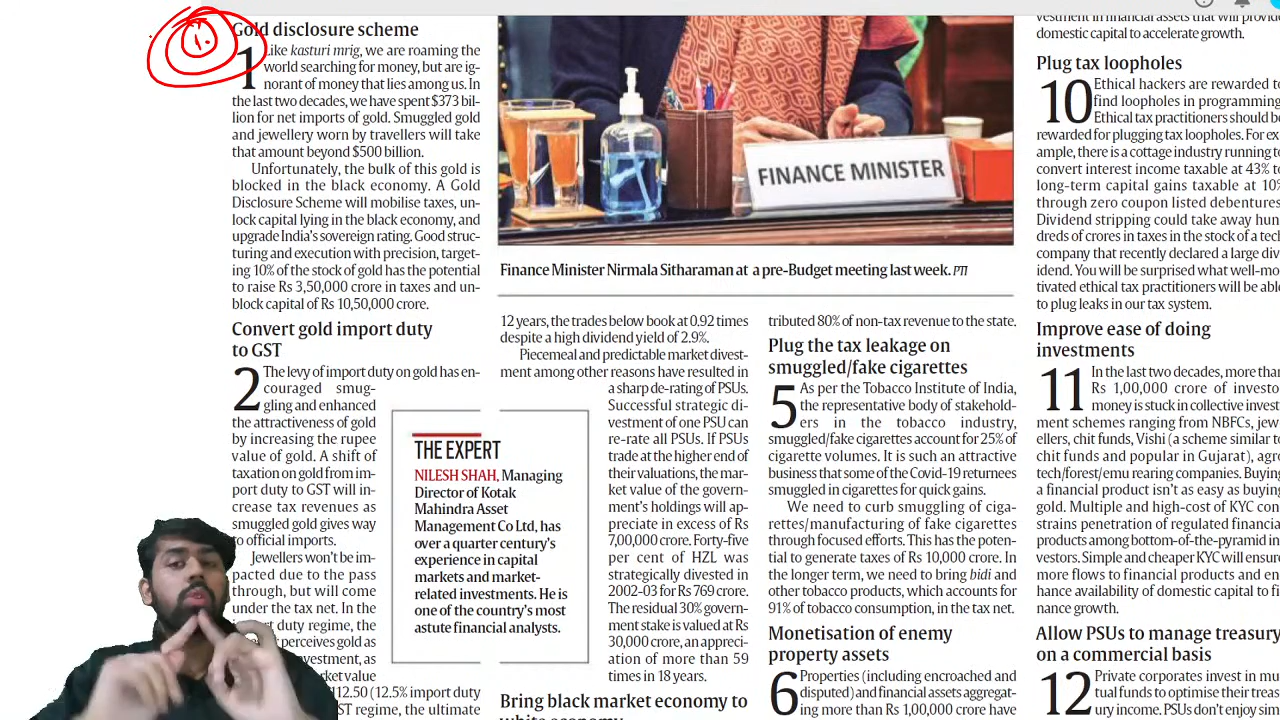 Gold disclosure scheme
1 Like kasturi mrig, we are roaming the
world searching for money, but are ig-
norant of money that lies among us. In
the last two decades, we have spent $373 bil-
lion for net imports of gold. Smuggled gold
and jewellery worn by travellers will take
that amount beyond $500 billion.
Unfortunately, the bulk of this gold is
blocked in the black economy. A Gold
Disclosure Scheme will mobilise taxes, un-
lock capital lying in the black economy, and
upgrade India's sovereign rating. Good struc-
turing and execution with precision, target-
ing 10% of the stock of gold has the potential
to raise Rs 3,50,000 crore in taxes and un-
block capital of Rs 10,50,000 crore.
Convert gold import duty
to GST
2 The levy of import duty on gold has en-
couraged smug-
gling and enhanced
the attractiveness of gold
by increasing the rupee
value of gold. A shift of
taxation on gold from im-
port duty to GST will in-
crease tax revenues as
smuggled gold gives way
to official imports.
Jewellers won't be im-
pacted due to the pass
through, but will come
under the tax net. In the
duty regime, the
perceives gold as
vestment, as
ket value
112.50 (12.5% import duty
ST regime, the ultimate
FINANCE MINISTER
Finance Minister Nirmala Sitharaman at a pre-Budget meeting last week. PTI
THE EXPERT
NILESH SHAH, Managing
Director of Kotak
Mahindra Asset
Management Co Ltd, has
over a quarter century's
experience in capital
markets and market-
related investments. He is
one of the country's most
astute financial analysts.
12 years, the trades below book at 0.92 times
despite a high dividend yield of 2.9%.
Piecemeal and predictable market divest-
ment among other reasons have resulted in
a sharp de-rating of PSUs.
Successful strategic di-
vestment of one PSU can
re-rate all PSUs. If PSUs
trade at the higher end of
their valuations, the mar-
ket value of the govern-
ment's holdings will ap-
preciate in excess of Rs
7,00,000 crore. Forty-five
per cent of HZL was
strategically divested in
2002-03 for Rs 769 crore.
The residual 30% govern-
ment stake is valued at Rs
30,000 crore, an appreci-
ation of more than 59
times in 18 years.
Bring black market economy to
white economy
tributed 80% of non-tax revenue to the state.
Plug the tax leakage on
smuggled/fake cigarettes
5 As per the Tobacco Institute of India,
the representative body of stakehold-
ers in the tobacco industry,
smuggled/fake cigarettes account for 25% of
cigarette volumes. It is such an attractive
business that some of the Covid-19 returnees
smuggled in cigarettes for quick gains.
We need to curb smuggling of ciga-
rettes/manufacturing of fake cigarettes
through focused efforts. This has the poten-
tial to generate taxes of Rs 10,000 crore. In
the longer term, we need to bring bidi and
other tobacco products, which accounts for
91% of tobacco consumption, in the tax net.
Monetisation of enemy
property assets
6 Properties (including encroached and
disputed) and financial assets aggregat-
ing more than Rs 1,00,000 crore have
vestment in financial assets that will provid
domestic capital to accelerate growth.
Plug tax loopholes
10 Ethical hackers are rewarded to
find loopholes in programming.
Ethical tax practitioners should be
rewarded for plugging tax loopholes. For ex
ample, there is a cottage industry running to
convert interest income taxable at 43% to
long-term capital gains taxable at 10%
through zero coupon listed debentures.
Dividend stripping could take away hun
dreds of crores in taxes in the stock of a tech
company that recently declared a large div
idend. You will be surprised what well-mo
tivated ethical tax practitioners will be able
to plug leaks in our tax system.
Improve ease of doing
investments
11 In the last two decades, more than
Rs 1,00,000 crore of investo
money is stuck in collective invest
ment schemes ranging from NBFCs, jew
ellers, chit funds, Vishi (a scheme similar to
chit funds and popular in Gujarat), agro
tech/forest/emu rearing companies. Buying
a financial product isn't as easy as buying
gold. Multiple and high-cost of KYC con
strains penetration of regulated financial
products among bottom-of-the-pyramid in
vestors. Simple and cheaper KYC will ensure
more flows to financial products and en
hance availability of domestic capital to fi
nance growth.
Allow PSUs to manage treasury
on a commercial basis
12 Private corporates invest in mu
tual funds to optimise their treas
ury income. PSUs don't enjoy sim